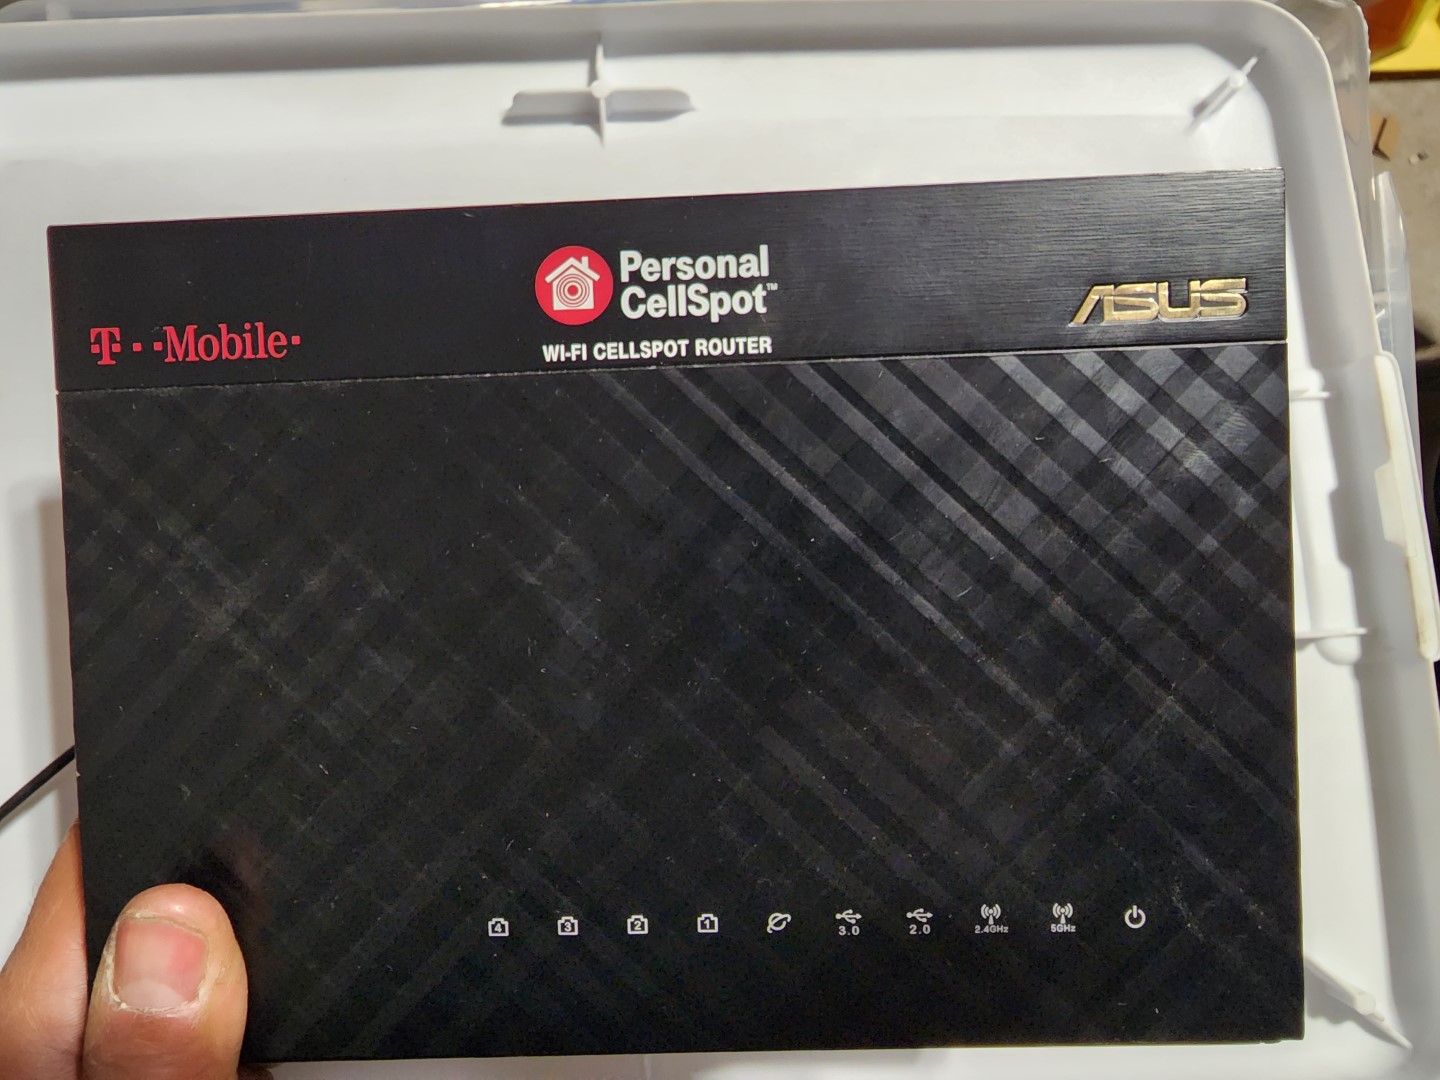 Personal
CellSpot™
T··Mobile·
WI-FI CELLSPOT ROUTER
ASUS
4 3 2 1 3.0 2.0 2.4GHz 5GHz